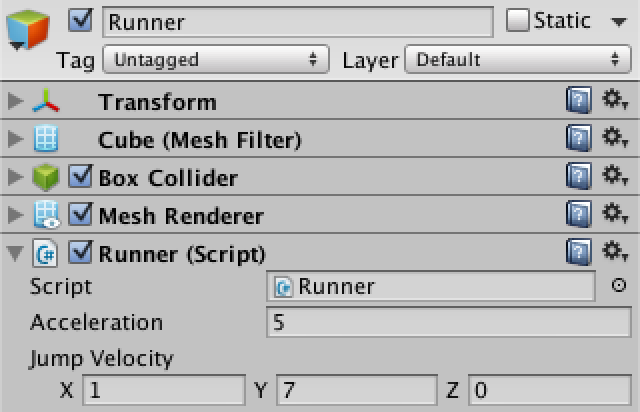 Runner Static
Tag Untagged Layer Default
Transform
Cube (Mesh Filter)
Box Collider
Mesh Renderer
C# Runner (Script)
Script C# Runner
Acceleration 5
Jump Velocity
X 1 Y 7 Z 0